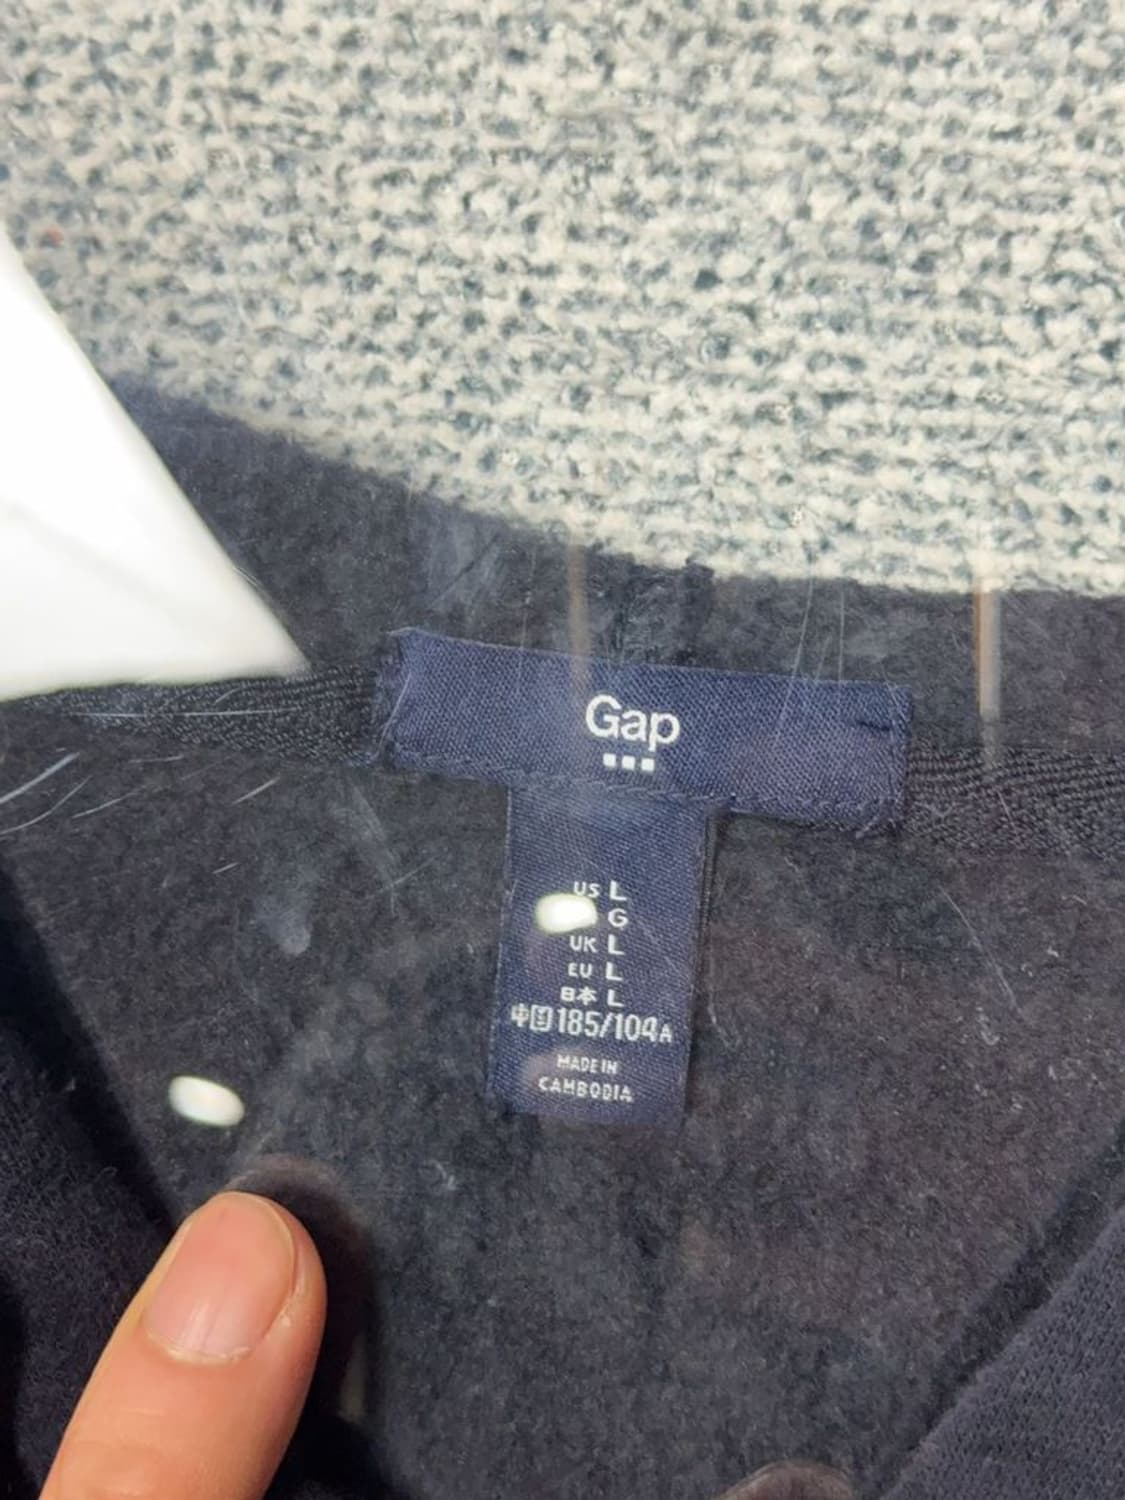 Gap
US L
G
UK L
EU L
日本 L
中国 185/104A
MADE IN
CAMBODIA